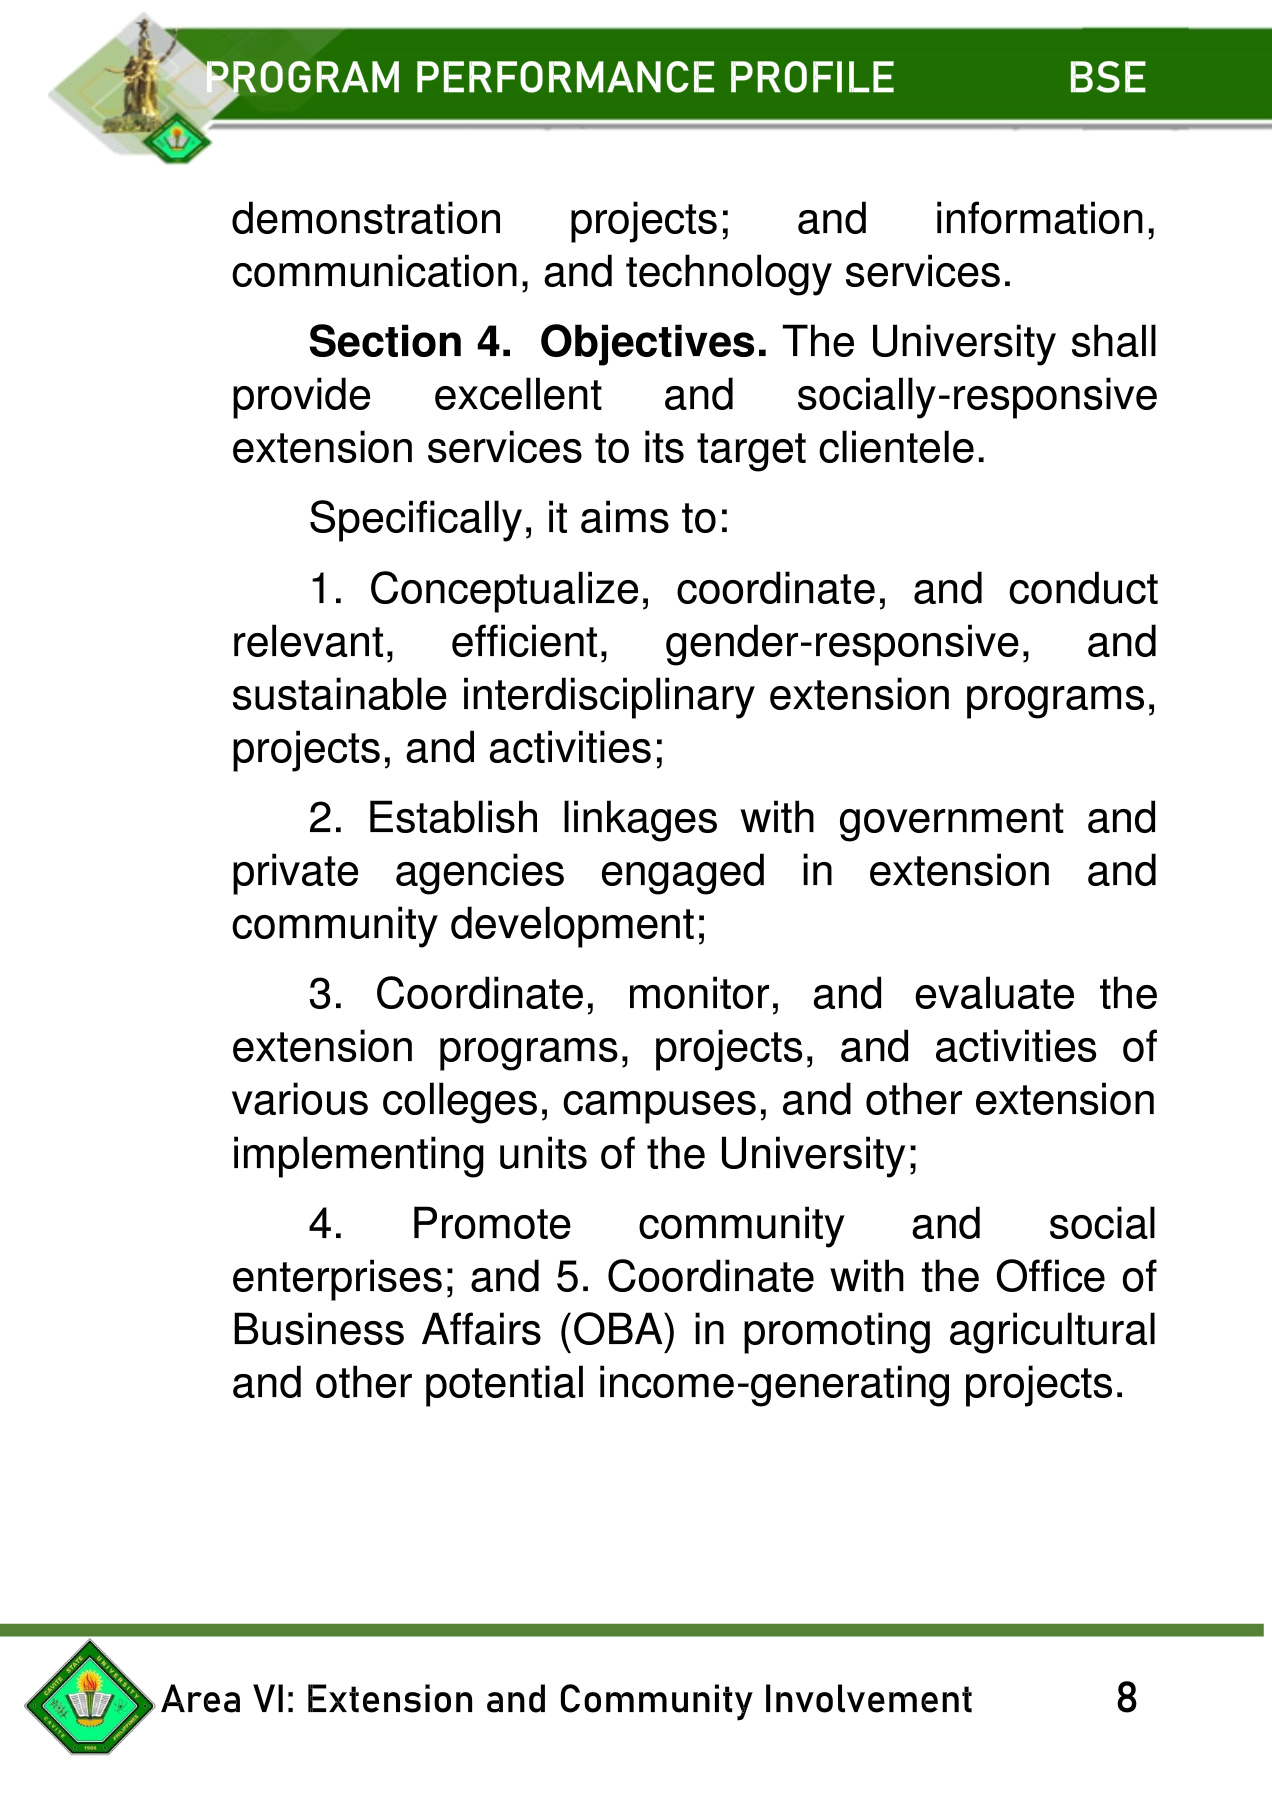 PROGRAM PERFORMANCE PROFILE BSE
demonstration projects; and information,
communication, and technology services.
Section 4. Objectives. The University shall
provide excellent and socially-responsive
extension services to its target clientele.
Specifically, it aims to:
1. Conceptualize, coordinate, and conduct
relevant, efficient, gender-responsive, and
sustainable interdisciplinary extension programs,
projects, and activities;
2. Establish linkages with government and
private agencies engaged in extension and
community development;
3. Coordinate, monitor, and evaluate the
extension programs, projects, and activities of
various colleges, campuses, and other extension
implementing units of the University;
4. Promote community and social
enterprises; and 5. Coordinate with the Office of
Business Affairs (OBA) in promoting agricultural
and other potential income-generating projects.
CAVITE STATE UNIVERSITY
CAVITE PHILIPPINES
1906
Area VI: Extension and Community Involvement 8